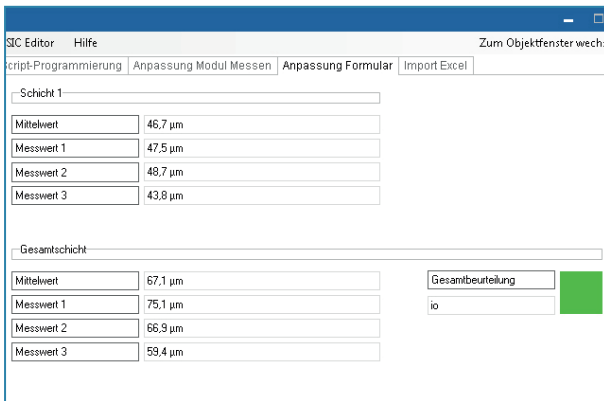 SIC Editor Hilfe Zum Objektfenster wech
Script-Programmierung Anpassung Modul Messen Anpassung Formular Import Excel
Schicht 1
Mittelwert 46,7 µm
Messwert 1 47,5 µm
Messwert 2 48,7 µm
Messwert 3 43,8 µm
Gesamtschicht
Mittelwert 67,1 µm Gesamtbeurteilung
Messwert 1 75,1 µm io
Messwert 2 66,9 µm
Messwert 3 59,4 µm